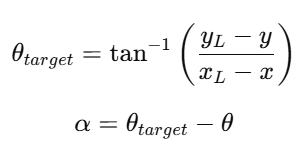 θ_target = tan⁻¹ ( (y_L − y) / (x_L − x) )
α = θ_target − θ